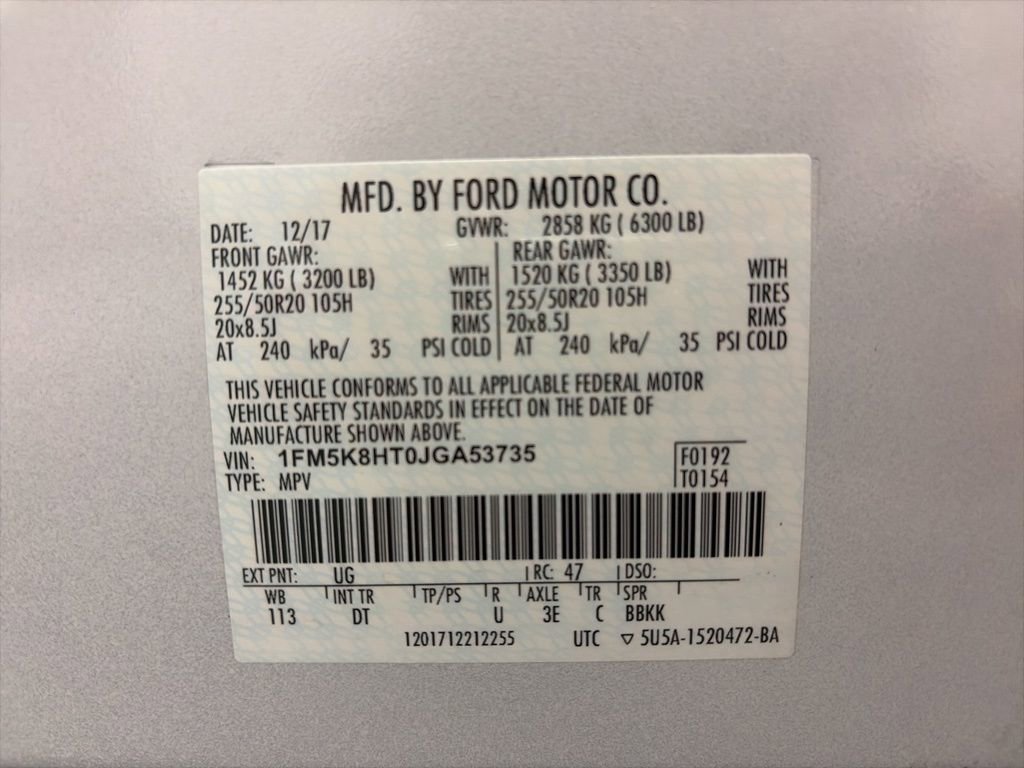 MFD. BY FORD MOTOR CO.
DATE: 12/17 GVWR: 2858 KG ( 6300 LB)
FRONT GAWR: REAR GAWR:
1452 KG ( 3200 LB) WITH 1520 KG ( 3350 LB) WITH
255/50R20 105H TIRES 255/50R20 105H TIRES
20x8.5J RIMS 20x8.5J RIMS
AT 240 kPa/ 35 PSI COLD AT 240 kPa/ 35 PSI COLD
THIS VEHICLE CONFORMS TO ALL APPLICABLE FEDERAL MOTOR
VEHICLE SAFETY STANDARDS IN EFFECT ON THE DATE OF
MANUFACTURE SHOWN ABOVE.
VIN: 1FM5K8HT0JGA53735 F0192
TYPE: MPV T0154
EXT PNT: UG RC: 47 DSO:
WB INT TR TP/PS R AXLE TR SPR
113 DT U 3E C BBKK
1201712212255 UTC ▽ 5U5A-1520472-BA